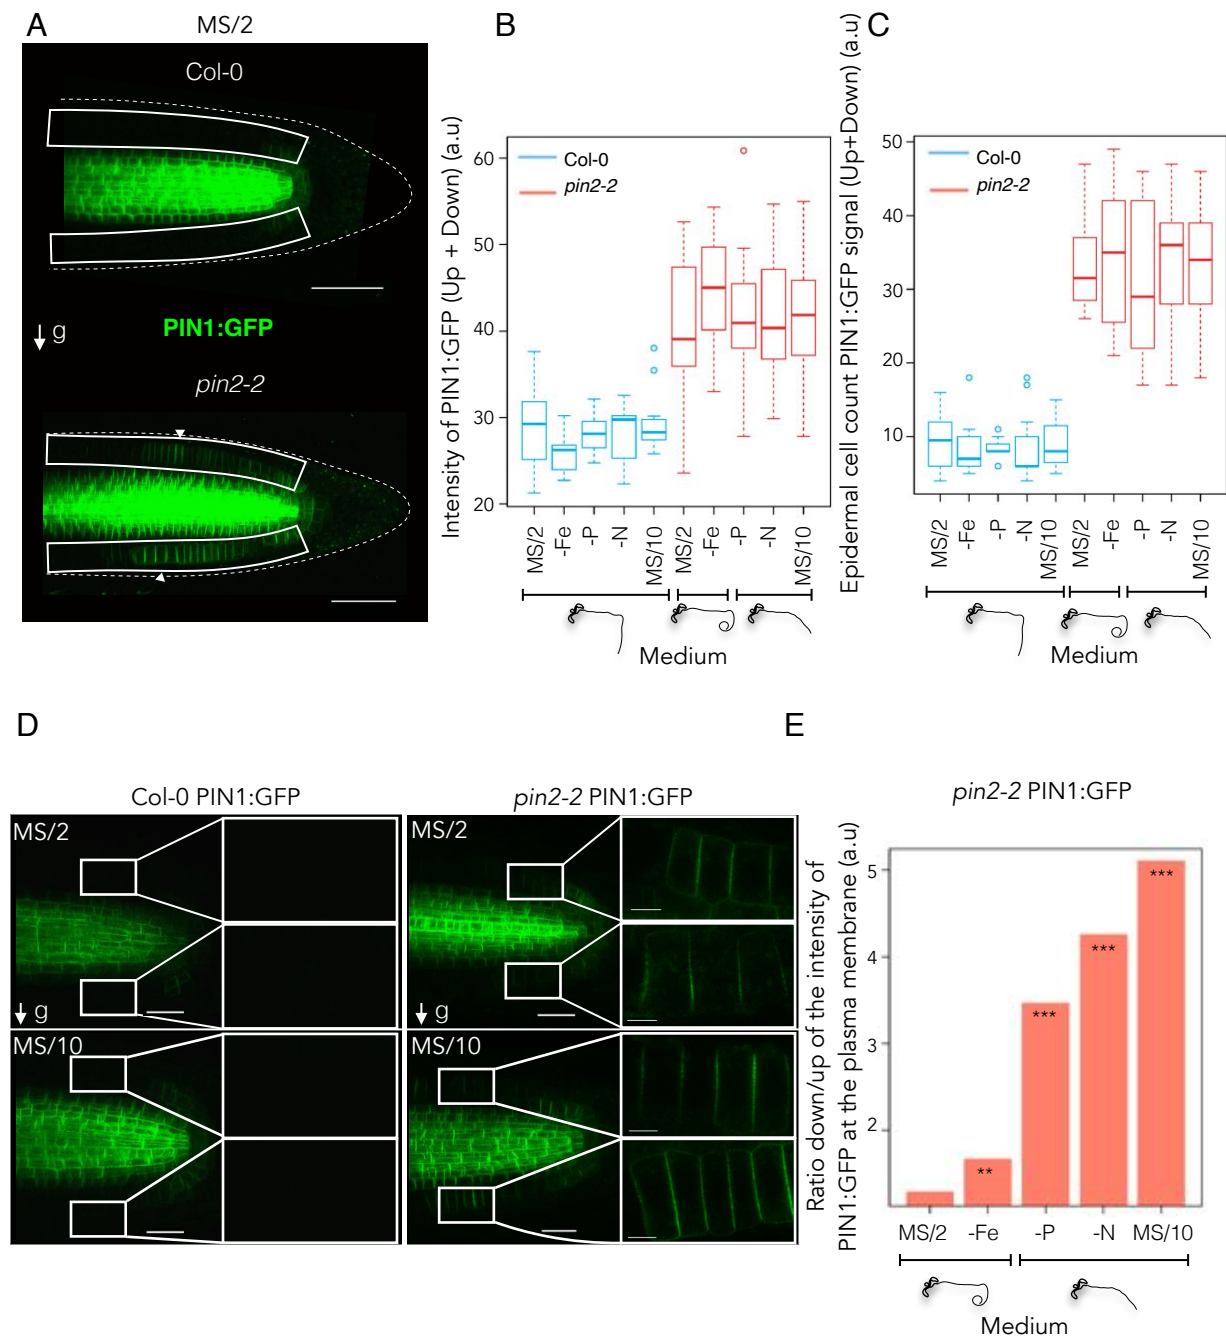 A
MS/2
Col-0
PIN1:GFP
g
pin2-2
B
Intensity of PIN1:GFP (Up + Down) (a.u)
60
50
40
30
20
Col-0
pin2-2
MS/2
-Fe
-P
-N
MS/10
MS/2
-Fe
-P
-N
MS/10
Medium
C
Epidermal cell count PIN1:GFP signal (Up+Down) (a.u)
50
40
30
20
10
Col-0
pin2-2
MS/2
-Fe
-P
-N
MS/10
MS/2
-Fe
-P
-N
MS/10
Medium
D
Col-0 PIN1:GFP
pin2-2 PIN1:GFP
MS/2
g
MS/2
g
MS/10
MS/10
E
pin2-2 PIN1:GFP
Ratio down/up of the intensity of
PIN1:GFP at the plasma membrane (a.u)
5
4
3
2
**
***
***
***
MS/2
-Fe
-P
-N
MS/10
Medium